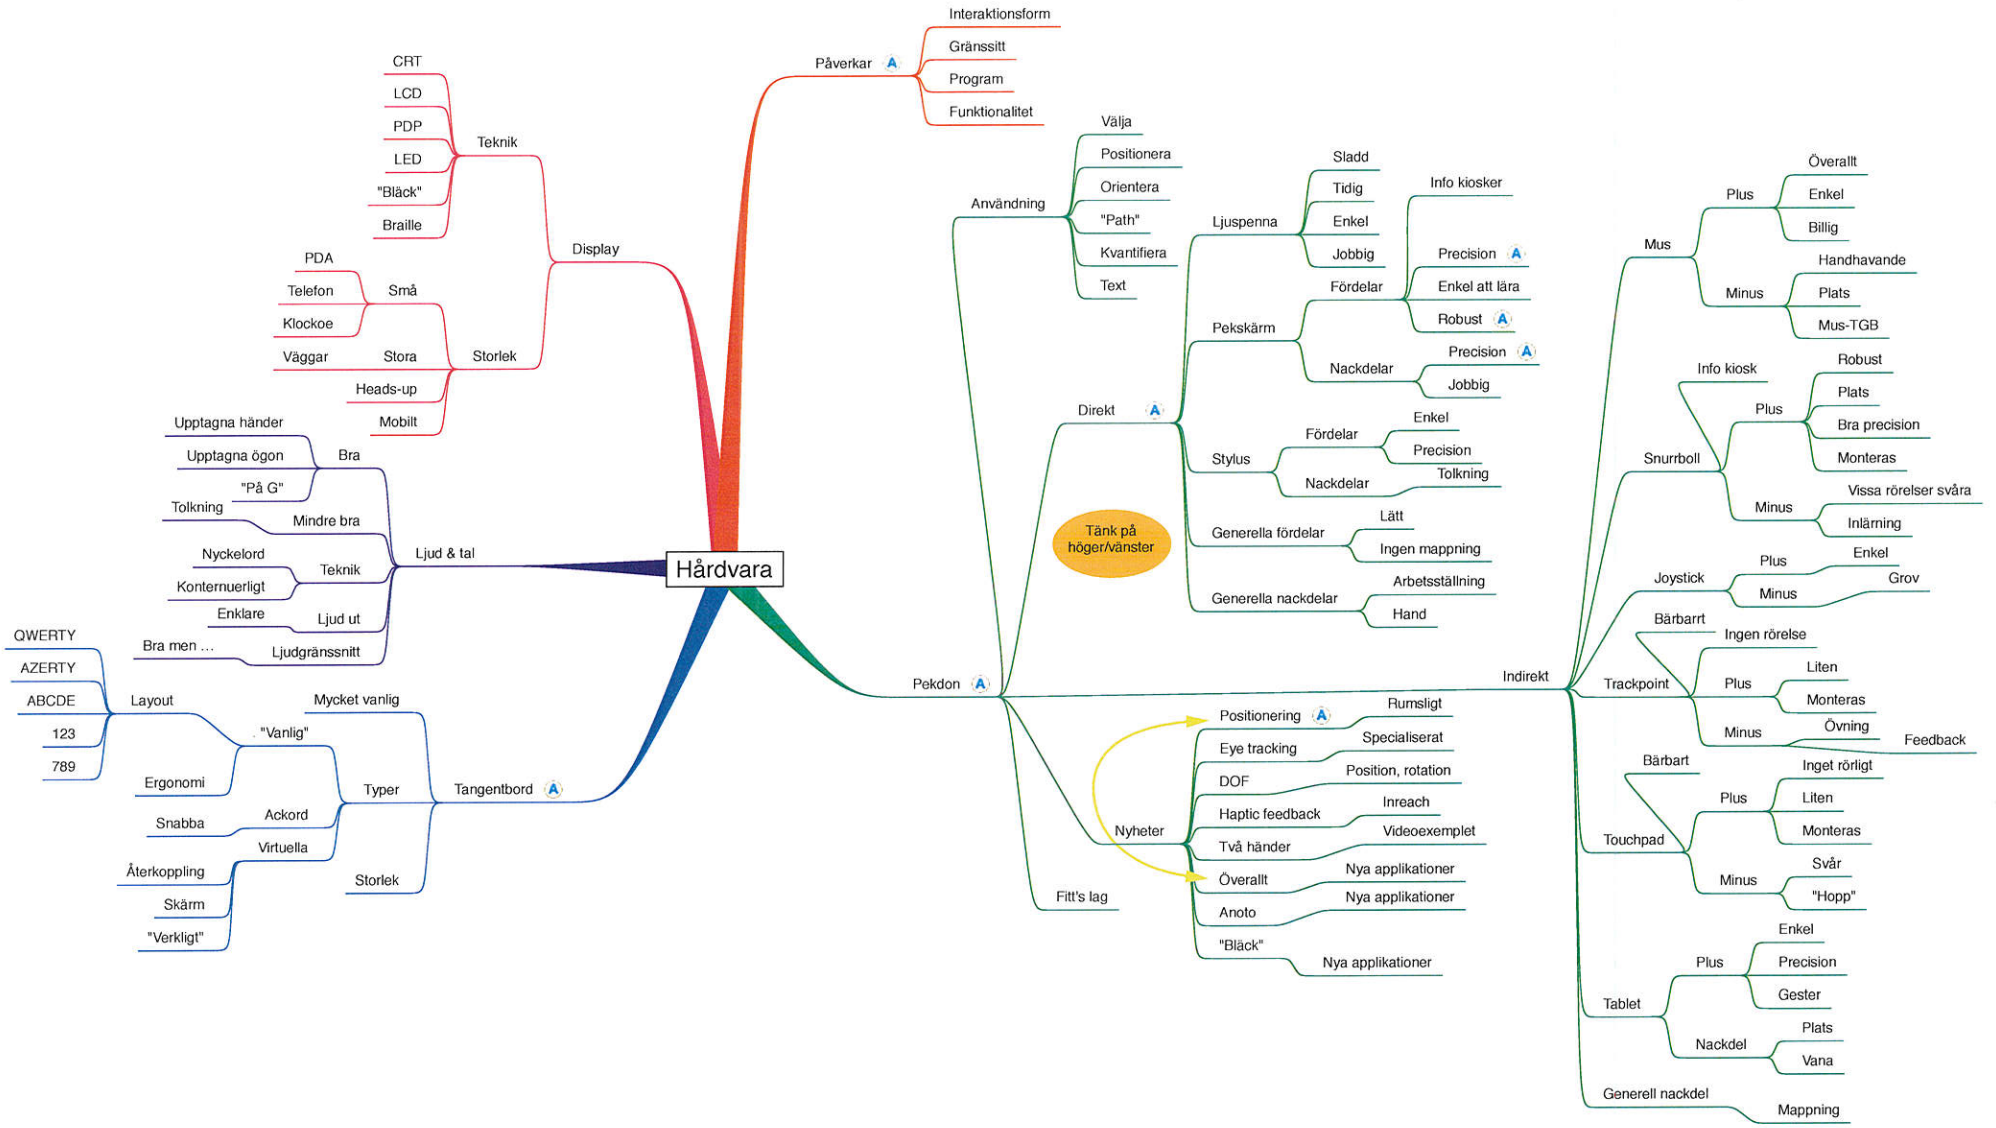 Hårdvara
Påverkar A
Interaktionsform
Gränssitt
Program
Funktionalitet
Display
Teknik
CRT
LCD
PDP
LED
"Bläck"
Braille
Storlek
Små
PDA
Telefon
Klockoe
Stora
Väggar
Heads-up
Mobilt
Ljud & tal
Bra
Upptagna händer
Upptagna ögon
"På G"
Mindre bra
Tolkning
Teknik
Nyckelord
Konternuerligt
Ljud ut
Enklare
Ljudgränssnitt
Bra men ...
Tangentbord A
Mycket vanlig
Typer
. "Vanlig"
Layout
QWERTY
AZERTY
ABCDE
123
789
Ergonomi
Ackord
Snabba
Virtuella
Återkoppling
Skärm
"Verkligt"
Storlek
Pekdon A
Användning
Välja
Positionera
Orientera
"Path"
Kvantifiera
Text
Direkt A
Ljuspenna
Sladd
Tidig
Enkel
Jobbig
Pekskärm
Fördelar
Info kiosker
Precision A
Enkel att lära
Robust A
Nackdelar
Precision A
Jobbig
Stylus
Fördelar
Enkel
Precision
Nackdelar
Tolkning
Generella fördelar
Lätt
Ingen mappning
Generella nackdelar
Arbetsställning
Hand
Tänk på
höger/vänster
Indirekt
Mus
Plus
Överallt
Enkel
Billig
Minus
Handhavande
Plats
Mus-TGB
Snurrboll
Info kiosk
Plus
Robust
Plats
Bra precision
Monteras
Minus
Vissa rörelser svåra
Inlärning
Joystick
Plus
Enkel
Minus
Grov
Trackpoint
Bärbarrt
Ingen rörelse
Plus
Liten
Monteras
Minus
Övning
Feedback
Touchpad
Bärbart
Plus
Inget rörligt
Liten
Monteras
Minus
Svår
"Hopp"
Tablet
Plus
Enkel
Precision
Gester
Nackdel
Plats
Vana
Generell nackdel
Mappning
Nyheter
Positionering A
Rumsligt
Eye tracking
Specialiserat
DOF
Position, rotation
Haptic feedback
Inreach
Två händer
Videoexemplet
Överallt
Nya applikationer
Anoto
Nya applikationer
"Bläck"
Nya applikationer
Fitt's lag